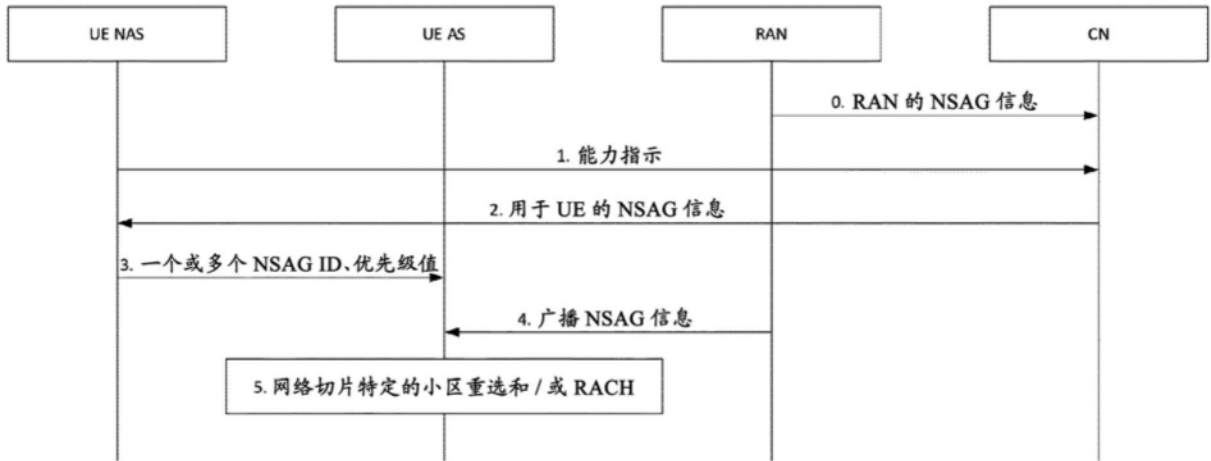 UE NAS
UE AS
RAN
CN
0. RAN 的 NSAG 信息
1. 能力指示
2. 用于 UE 的 NSAG 信息
3. 一个或多个 NSAG ID、优先级值
4. 广播 NSAG 信息
5. 网络切片特定的小区重选和 / 或 RACH